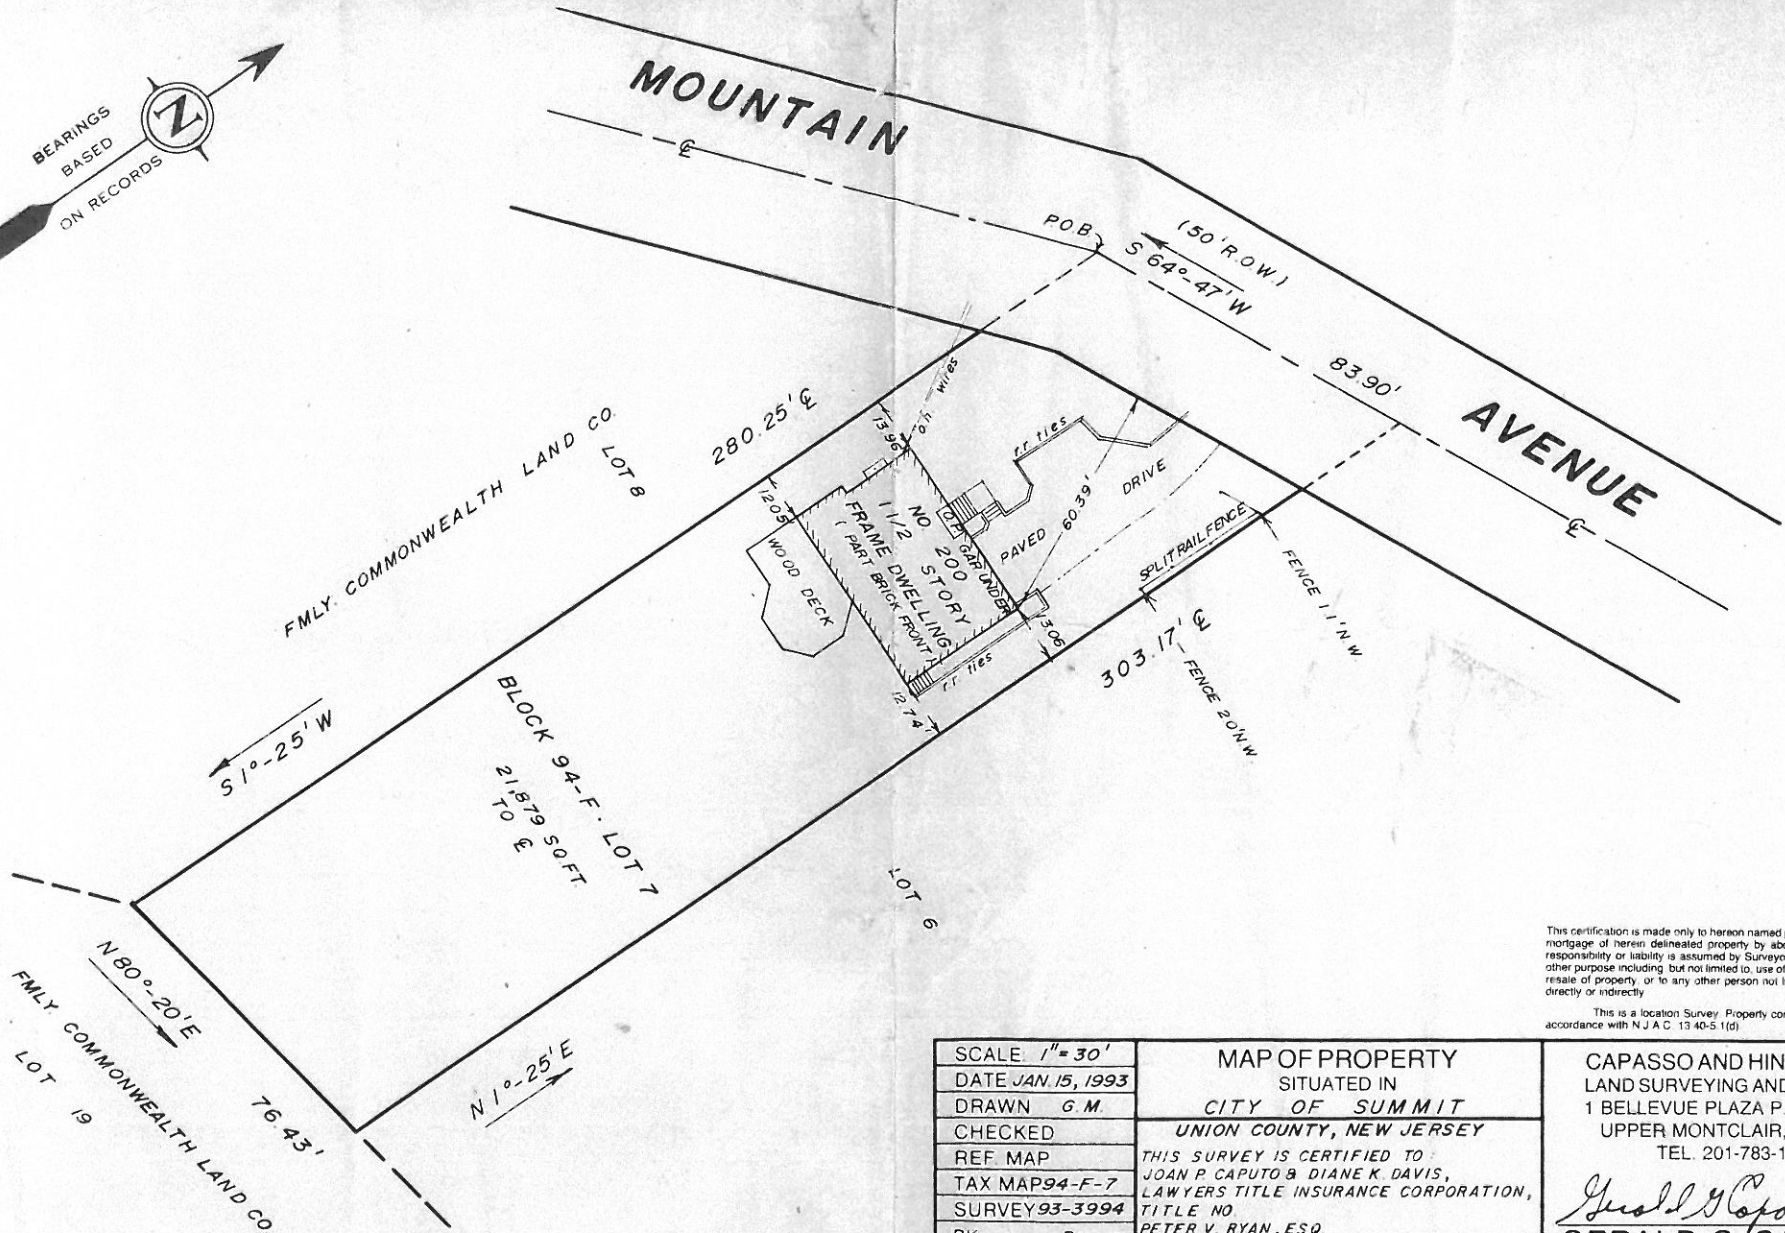 BEARINGS
BASED
ON RECORDS
N
MOUNTAIN
AVENUE
℄
P.O.B.
(50' R.O.W.)
S 64°-47' W
83.90'
℄
280.25' ℄
FMLY. COMMONWEALTH LAND CO.
LOT 8
13.96
o.h. wires
r.r. ties
DRIVE
60.39'
PAVED
12.05
NO. 200
1 1/2 STORY
FRAME DWELLING
( PART BRICK FRONT )
O.P.
GAR UNDER
WOOD DECK
SPLIT RAIL FENCE
FENCE 1.1' N.W.
13.06
r.r. ties
303.17' ℄
FENCE 2.0' N.W.
12.74'
S 1°-25' W
BLOCK 94-F . LOT 7
21,879 SQ.FT.
TO ℄
LOT 6
N 80°-20' E
FMLY. COMMONWEALTH LAND CO.
LOT 19
76.43'
N 1°-25' E
This certification is made only to hereon named
mortgage of herein delineated property by
responsibility or liability is assumed by
other purpose including, but not limited to, use of
resale of property, or to any other person not
directly or indirectly
This is a location Survey. Property
accordance with N.J.A.C. 13:40-5.1(d)
SCALE: 1"= 30'
DATE JAN. 15, 1993
DRAWN G.M.
CHECKED
REF. MAP
TAX MAP 94-F-7
SURVEY 93-3994
MAP OF PROPERTY
SITUATED IN
CITY OF SUMMIT
UNION COUNTY, NEW JERSEY
THIS SURVEY IS CERTIFIED TO:
JOAN P. CAPUTO & DIANE K. DAVIS,
LAWYERS TITLE INSURANCE CORPORATION,
TITLE NO.
PETER V. RYAN, ESQ.
CAPASSO AND
LAND SURVEYING AND
1 BELLEVUE PLAZA P.
UPPER MONTCLAIR,
TEL. 201-783-1